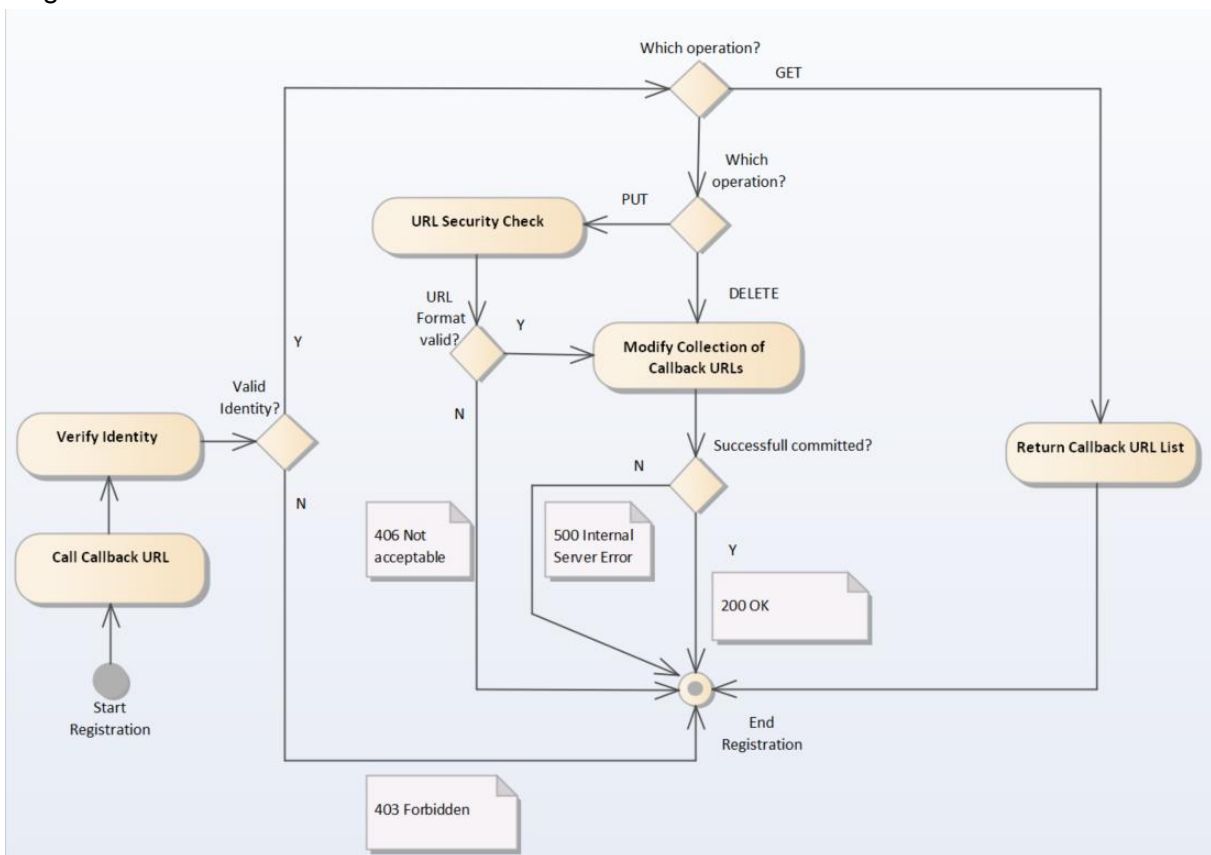 Which operation?
GET
Which
operation?
PUT
URL Security Check
DELETE
URL
Format
valid?
Y
Modify Collection of
Callback URLs
Y
Valid
Identity?
N
Verify Identity
Successfull committed?
Return Callback URL List
N
N
406 Not
acceptable
500 Internal
Server Error
Call Callback URL
Y
200 OK
Start
Registration
End
Registration
403 Forbidden